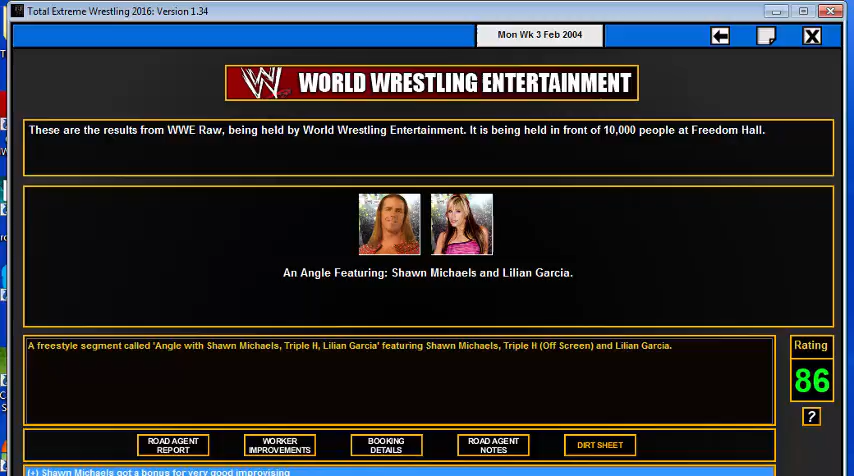 Total Extreme Wrestling 2016: Version 1.34
Mon Wk 3 Feb 2004
W WORLD WRESTLING ENTERTAINMENT
These are the results from WWE Raw, being held by World Wrestling Entertainment. It is being held in front of 10,000 people at Freedom Hall.
An Angle Featuring: Shawn Michaels and Lilian Garcia.
A freestyle segment called 'Angle with Shawn Michaels, Triple H, Lilian Garcia' featuring Shawn Michaels, Triple H (Off Screen) and Lilian Garcia.
Rating
86
?
ROAD AGENT REPORT
WORKER IMPROVEMENTS
BOOKING DETAILS
ROAD AGENT NOTES
DIRT SHEET
(+) Shawn Michaels got a bonus for very good improvising